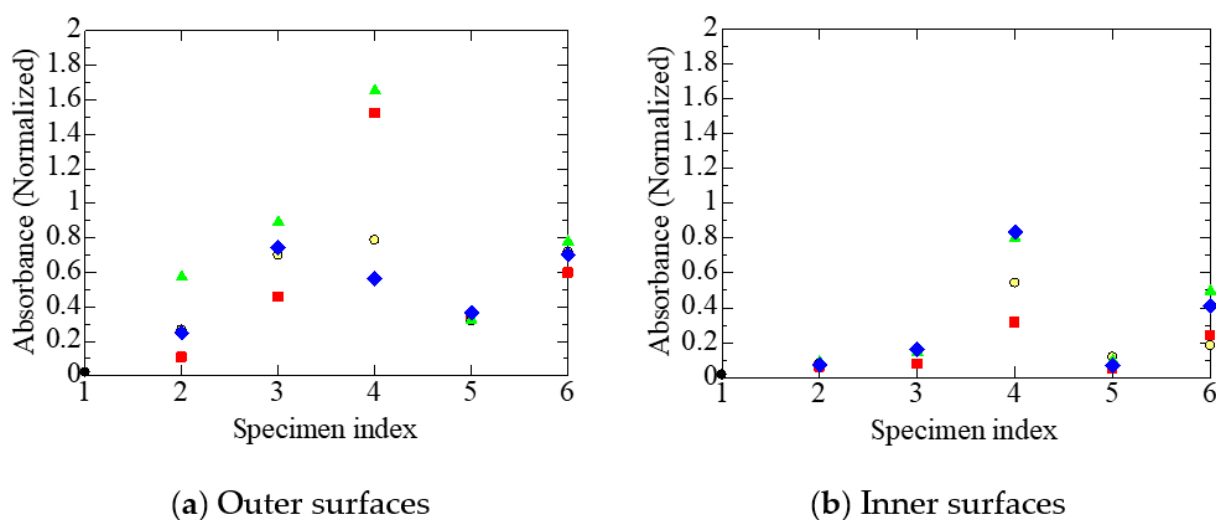 Absorbance (Normalized)
2
1.8
1.6
1.4
1.2
1
0.8
0.6
0.4
0.2
0
1 2 3 4 5 6
Specimen index
(a) Outer surfaces
Absorbance (Normalized)
2
1.8
1.6
1.4
1.2
1
0.8
0.6
0.4
0.2
0
1 2 3 4 5 6
Specimen index
(b) Inner surfaces